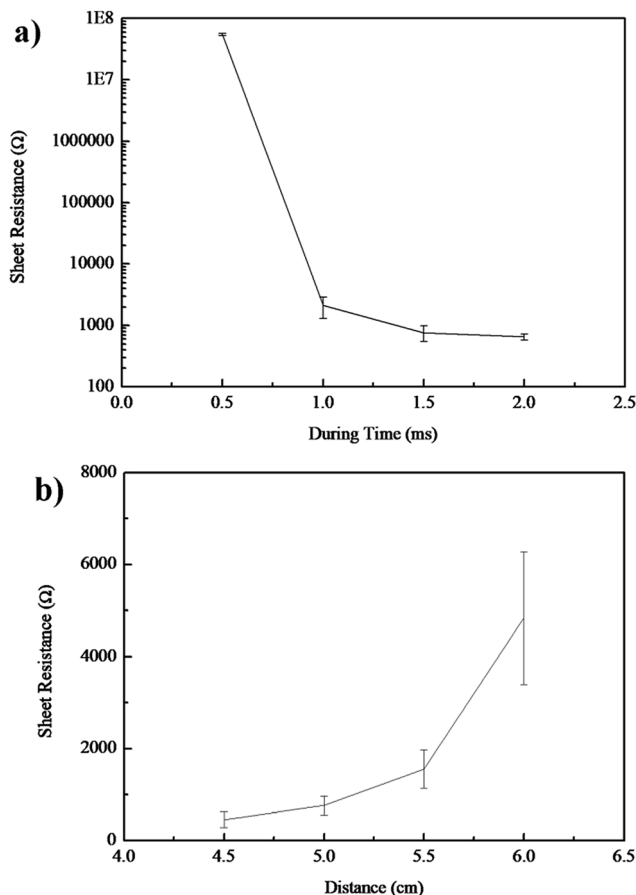 a)
1E8
1E7
1000000
100000
10000
1000
100
Sheet Resistance (Ω)
0.0 0.5 1.0 1.5 2.0 2.5
During Time (ms)
b)
8000
6000
4000
2000
0
Sheet Resistance (Ω)
4.0 4.5 5.0 5.5 6.0 6.5
Distance (cm)